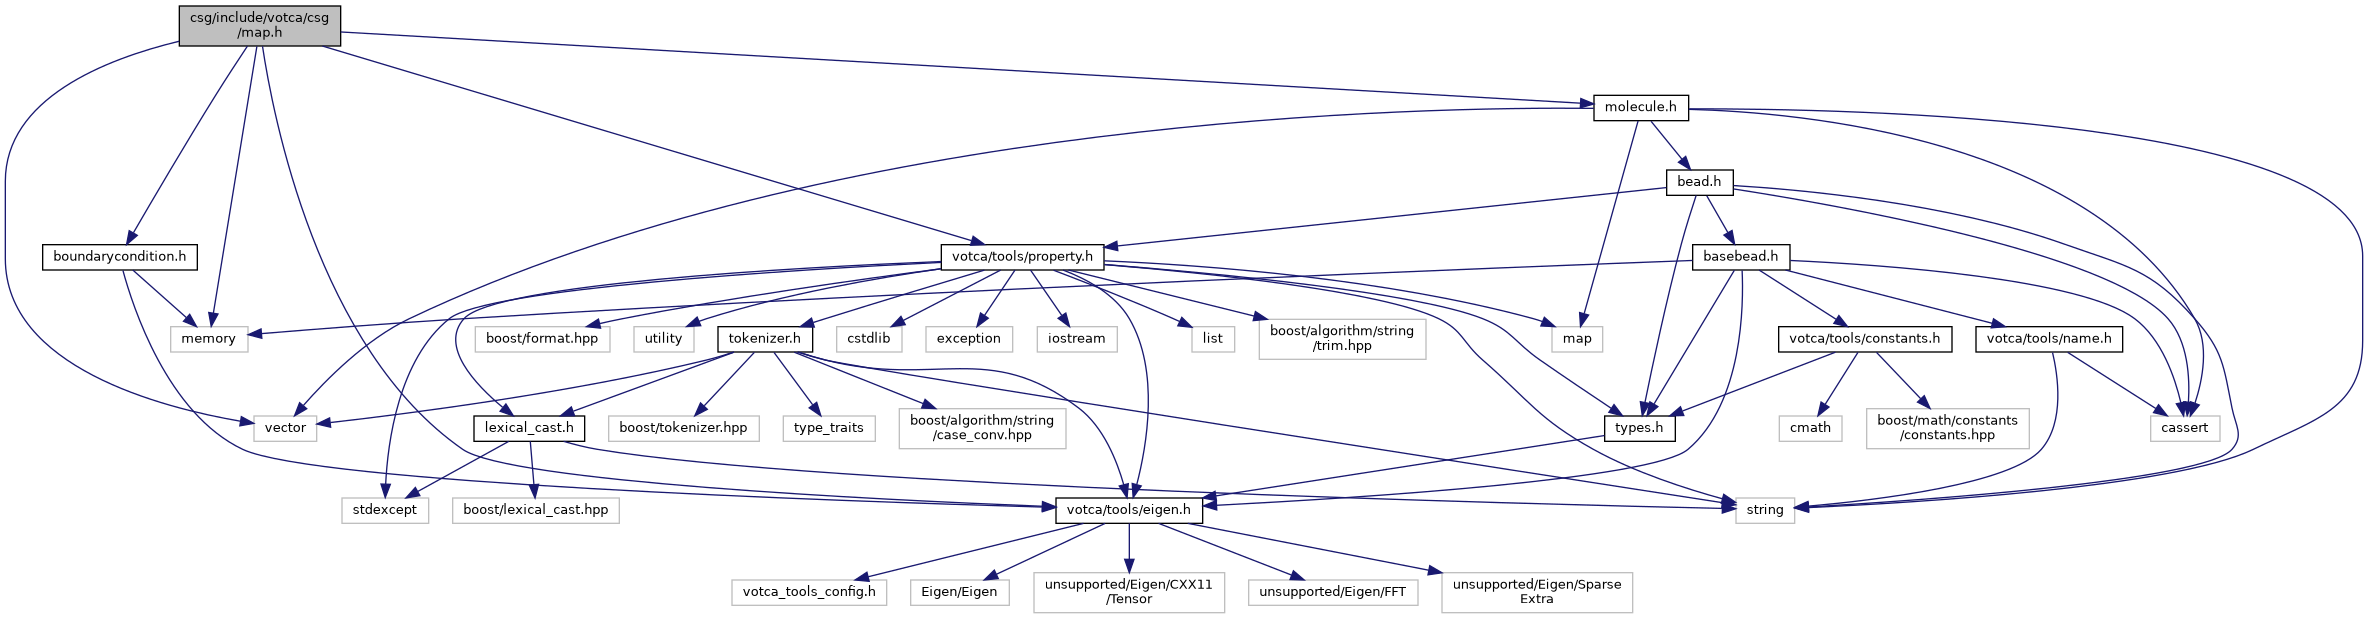 csg/include/votca/csg
/map.h
molecule.h
bead.h
boundarycondition.h
votca/tools/property.h
basebead.h
memory
boost/format.hpp
utility
tokenizer.h
cstdlib
exception
iostream
list
boost/algorithm/string
/trim.hpp
map
votca/tools/constants.h
votca/tools/name.h
vector
lexical_cast.h
boost/tokenizer.hpp
type_traits
boost/algorithm/string
/case_conv.hpp
types.h
cmath
boost/math/constants
/constants.hpp
cassert
stdexcept
boost/lexical_cast.hpp
votca/tools/eigen.h
string
votca_tools_config.h
Eigen/Eigen
unsupported/Eigen/CXX11
/Tensor
unsupported/Eigen/FFT
unsupported/Eigen/Sparse
Extra